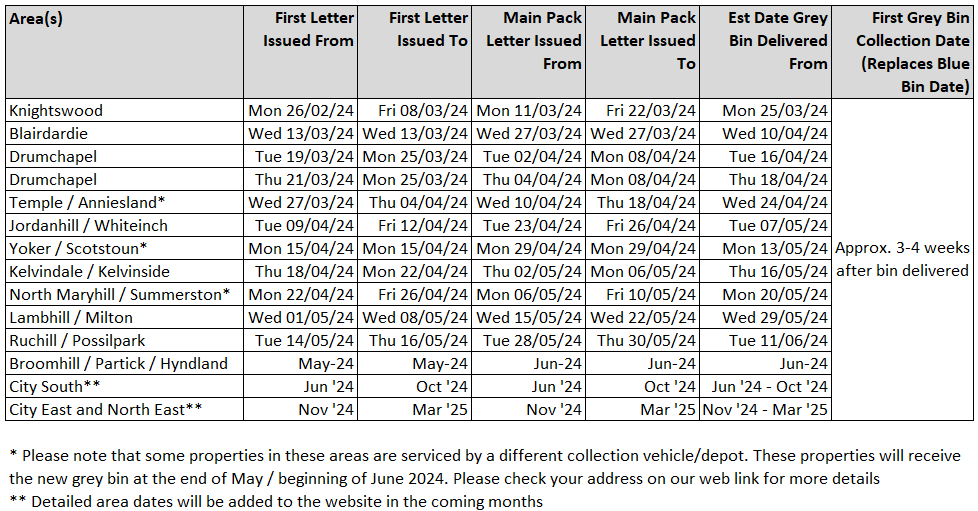 Area(s) First Letter Issued From First Letter Issued To Main Pack Letter Issued From Main Pack Letter Issued To Est Date Grey Bin Delivered From First Grey Bin Collection Date (Replaces Blue Bin Date)
Knightswood Mon 26/02/24 Fri 08/03/24 Mon 11/03/24 Fri 22/03/24 Mon 25/03/24
Blairdardie Wed 13/03/24 Wed 13/03/24 Wed 27/03/24 Wed 27/03/24 Wed 10/04/24
Drumchapel Tue 19/03/24 Mon 25/03/24 Tue 02/04/24 Mon 08/04/24 Tue 16/04/24
Drumchapel Thu 21/03/24 Mon 25/03/24 Thu 04/04/24 Mon 08/04/24 Thu 18/04/24
Temple / Anniesland* Wed 27/03/24 Thu 04/04/24 Wed 10/04/24 Thu 18/04/24 Wed 24/04/24
Jordanhill / Whiteinch Tue 09/04/24 Fri 12/04/24 Tue 23/04/24 Fri 26/04/24 Tue 07/05/24
Yoker / Scotstoun* Mon 15/04/24 Mon 15/04/24 Mon 29/04/24 Mon 29/04/24 Mon 13/05/24
Approx. 3-4 weeks after bin delivered
Kelvindale / Kelvinside Thu 18/04/24 Mon 22/04/24 Thu 02/05/24 Mon 06/05/24 Thu 16/05/24
North Maryhill / Summerston* Mon 22/04/24 Fri 26/04/24 Mon 06/05/24 Fri 10/05/24 Mon 20/05/24
Lambhill / Milton Wed 01/05/24 Wed 08/05/24 Wed 15/05/24 Wed 22/05/24 Wed 29/05/24
Ruchill / Possilpark Tue 14/05/24 Thu 16/05/24 Tue 28/05/24 Thu 30/05/24 Tue 11/06/24
Broomhill / Partick / Hyndland May-24 May-24 Jun-24 Jun-24 Jun-24
City South** Jun '24 Oct '24 Jun '24 Oct '24 Jun '24 - Oct '24
City East and North East** Nov '24 Mar '25 Nov '24 Mar '25 Nov '24 - Mar '25
* Please note that some properties in these areas are serviced by a different collection vehicle/depot. These properties will receive
the new grey bin at the end of May / beginning of June 2024. Please check your address on our web link for more details
** Detailed area dates will be added to the website in the coming months